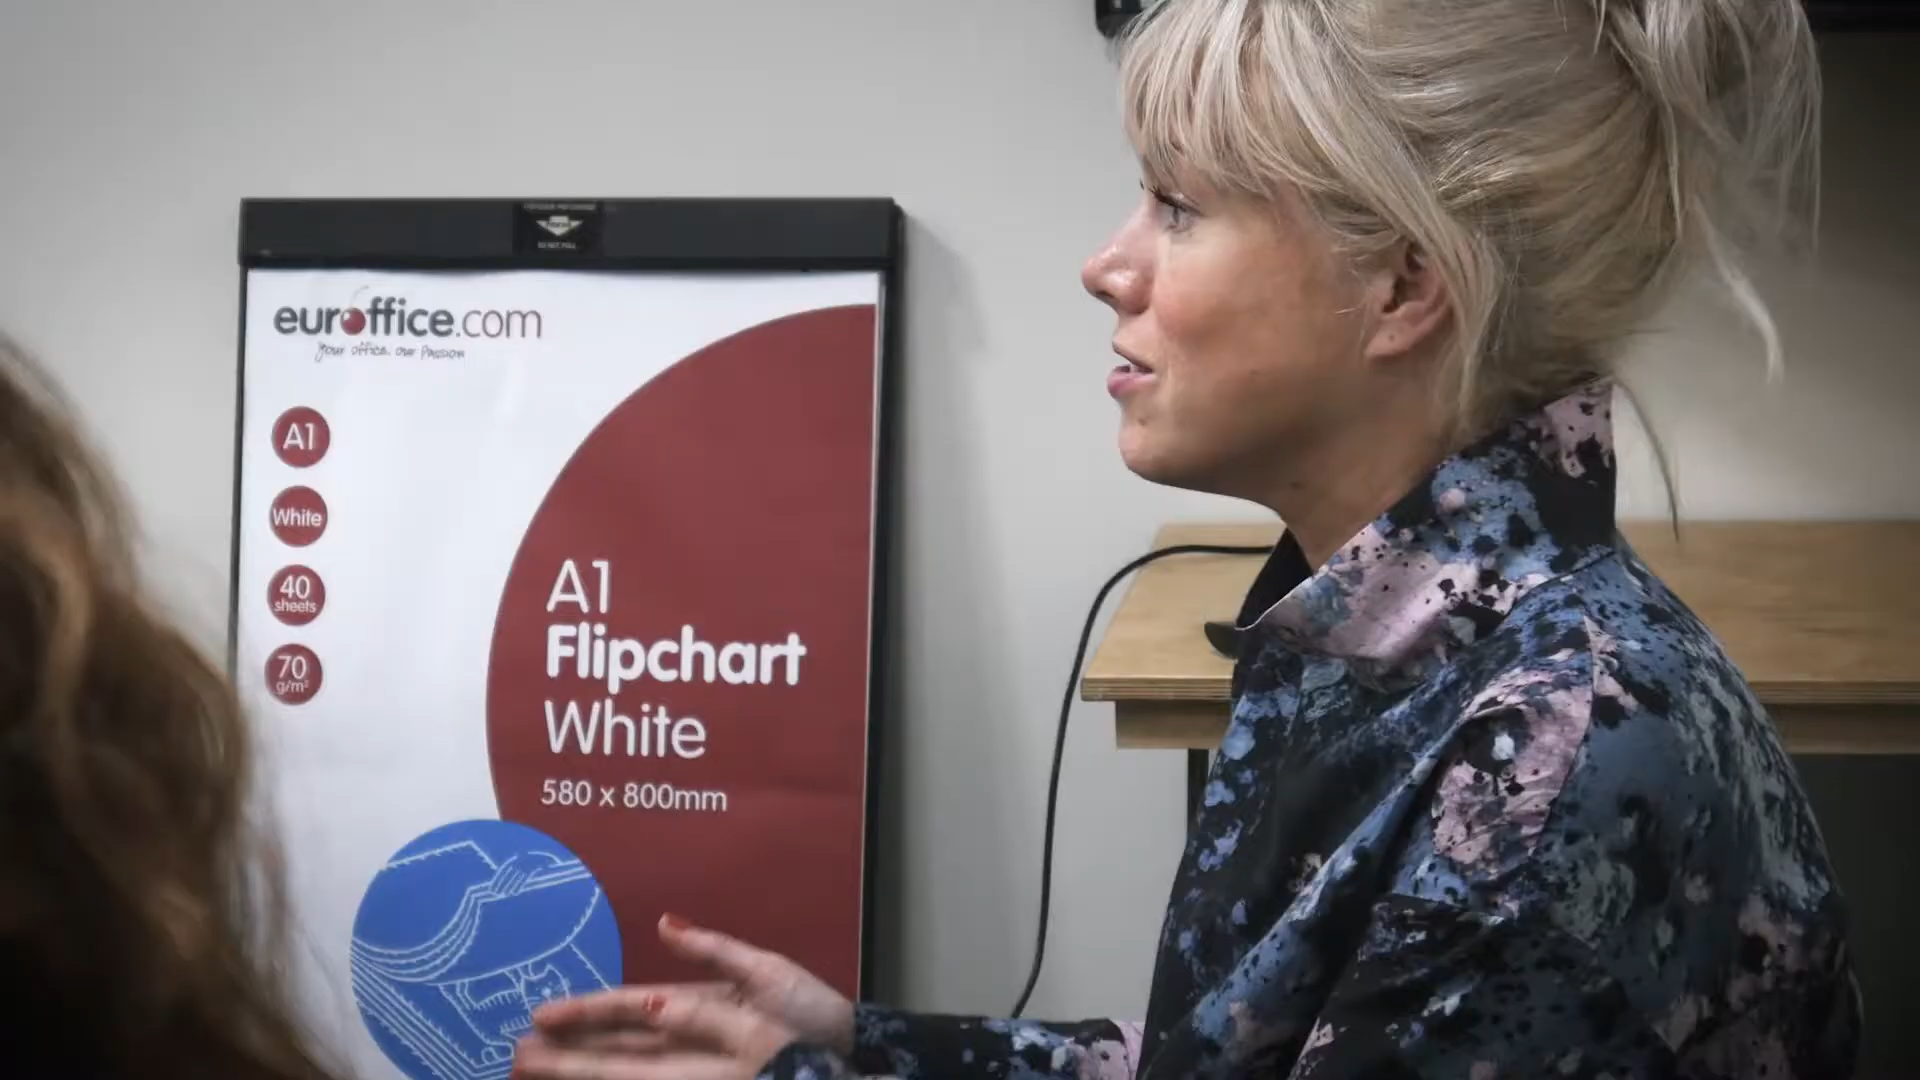 euroffice.com
your office. our passion
A1
White
40
sheets
70
g/m²
A1
Flipchart
White
580 x 800mm